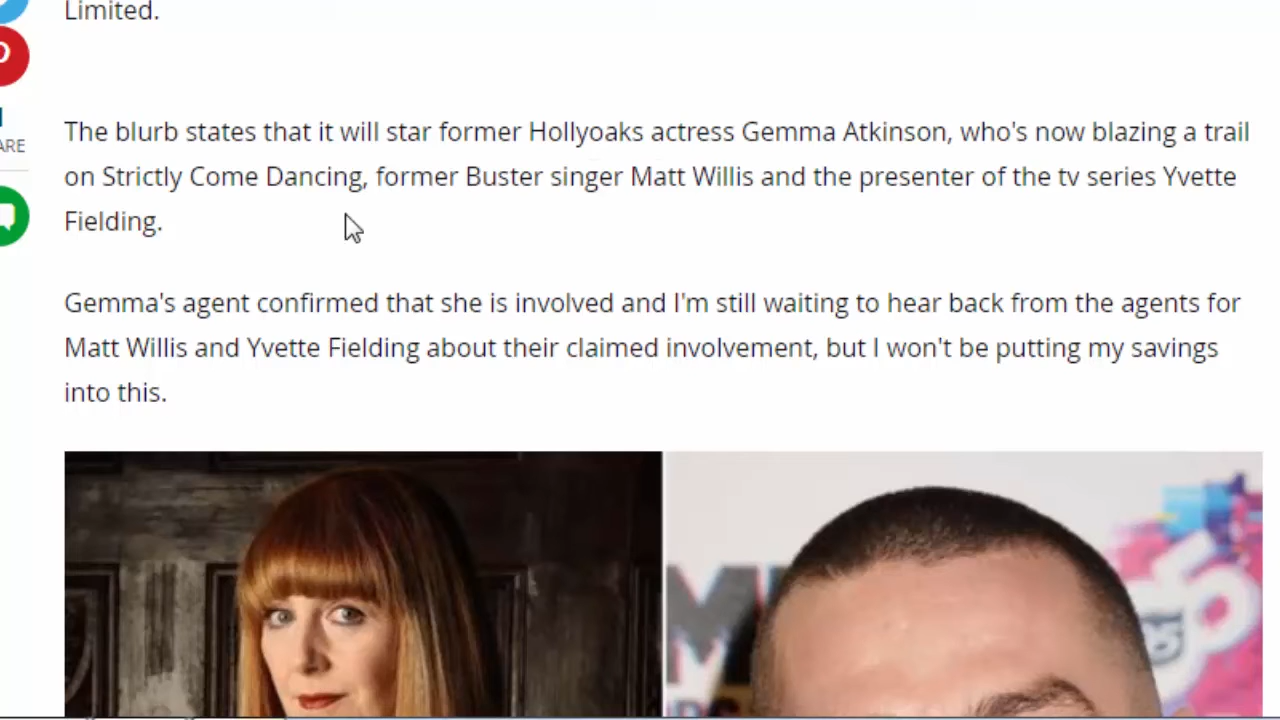 Limited.
ARE
The blurb states that it will star former Hollyoaks actress Gemma Atkinson, who's now blazing a trail
on Strictly Come Dancing, former Buster singer Matt Willis and the presenter of the tv series Yvette
Fielding.
Gemma's agent confirmed that she is involved and I'm still waiting to hear back from the agents for
Matt Willis and Yvette Fielding about their claimed involvement, but I won't be putting my savings
into this.